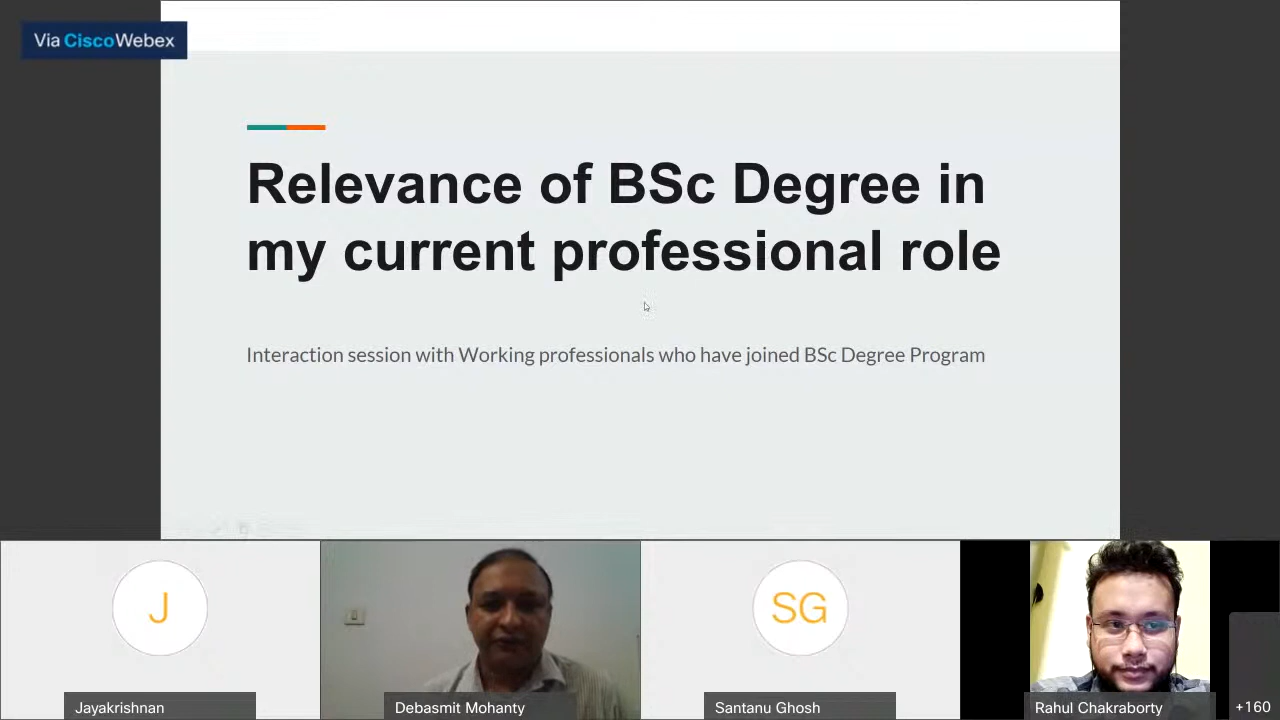 Via CiscoWebex
Relevance of BSc Degree in
my current professional role
Interaction session with Working professionals who have joined BSc Degree Program
J
SG
Jayakrishnan
Debasmit Mohanty
Santanu Ghosh
Rahul Chakraborty
+160